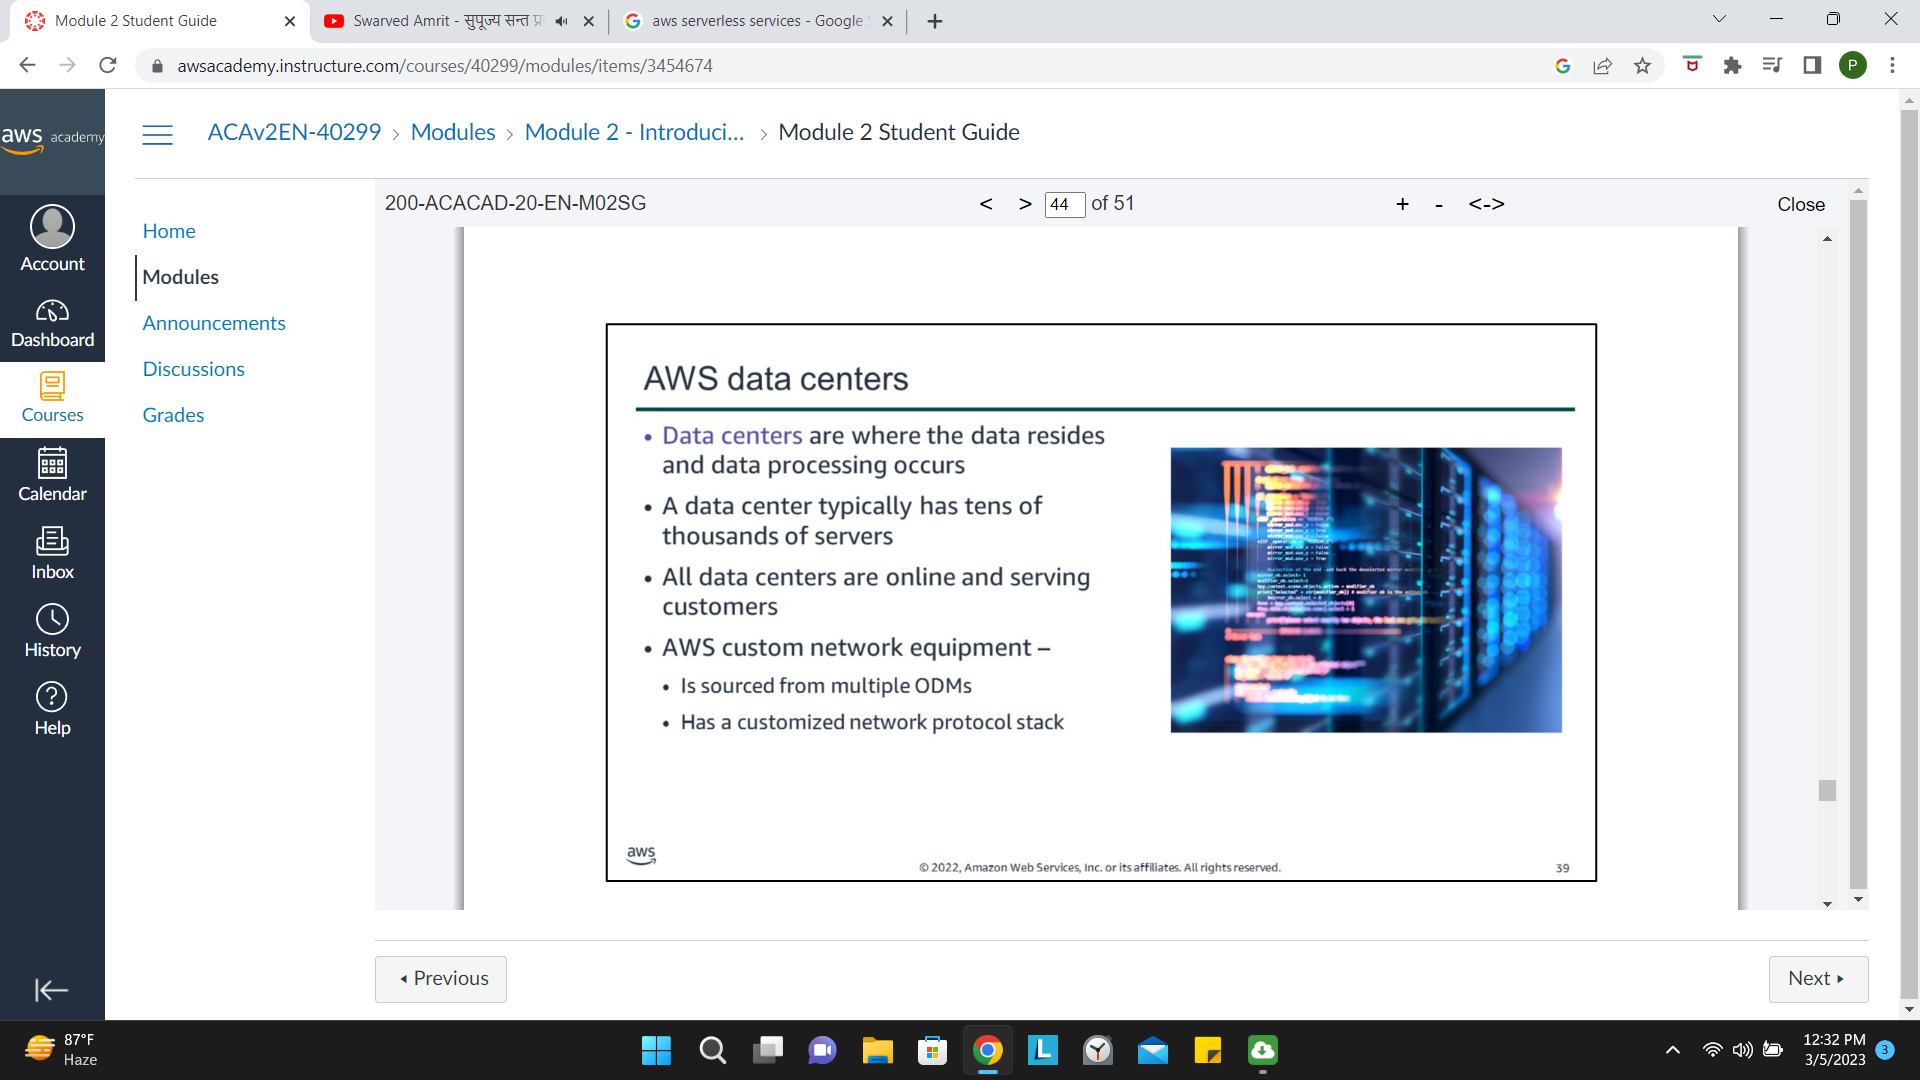 Module 2 Student Guide
Swarved Amrit - सुपूज्य सन्त प्र
aws serverless services - Google
awsacademy.instructure.com/courses/40299/modules/items/3454674
P
aws academy
ACAv2EN-40299 > Modules > Module 2 - Introduci... > Module 2 Student Guide
200-ACACAD-20-EN-M02SG
< > 44 of 51
+ - <->
Close
Account
Dashboard
Courses
Calendar
Inbox
History
Help
Home
Modules
Announcements
Discussions
Grades
AWS data centers
• Data centers are where the data resides
and data processing occurs
• A data center typically has tens of
thousands of servers
• All data centers are online and serving
customers
• AWS custom network equipment –
• Is sourced from multiple ODMs
• Has a customized network protocol stack
aws
© 2022, Amazon Web Services, Inc. or its affiliates. All rights reserved.
39
Previous
Next
87°F
Haze
L
12:32 PM
3/5/2023
3